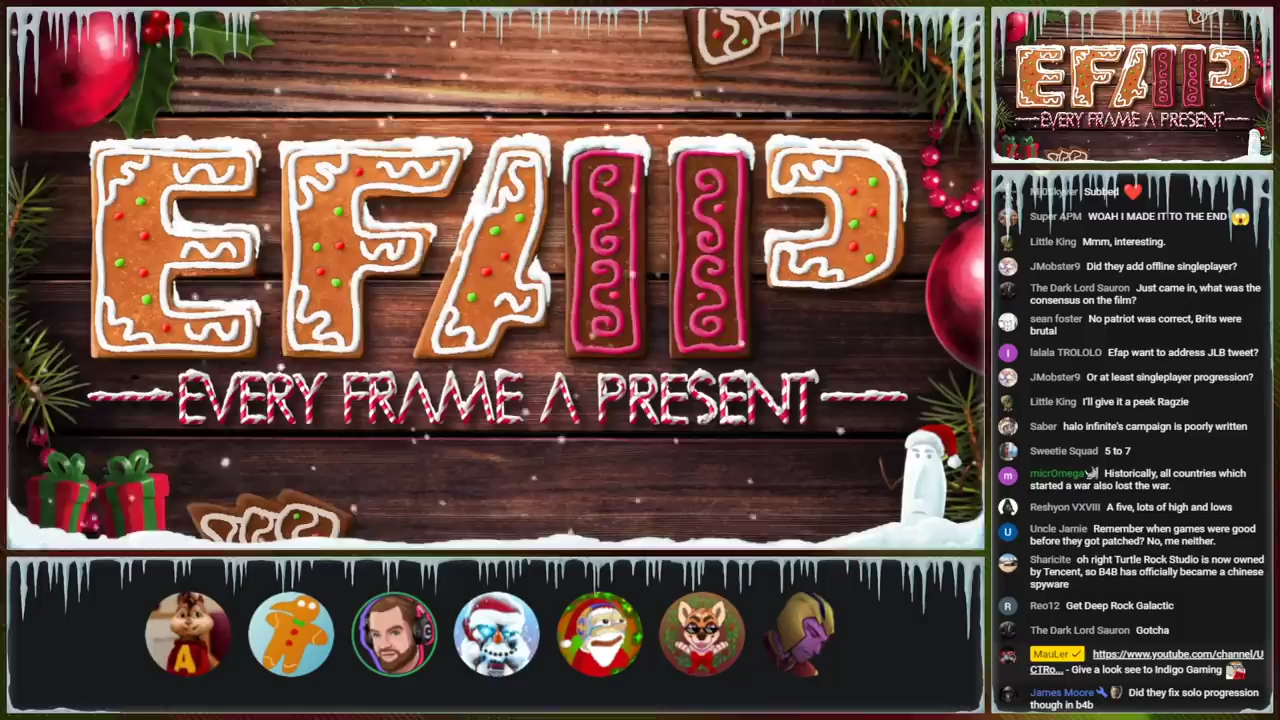 EFAIIP
EVERY FRAME A PRESENT
A
EFAIIP
EVERY FRAME A PRESENT
Subbed
Super APM WOAH I MADE IT TO THE END
Little King Mmm, interesting.
JMobster9 Did they add offline singleplayer?
The Dark Lord Sauron Just came in, what was the
consensus on the film?
sean foster No patriot was correct, Brits were
brutal
I lalala TROLOLO Efap want to address JLB tweet?
JMobster9 Or at least singleplayer progression?
Little King I'll give it a peek Ragzie
Saber halo infinite's campaign is poorly written
Sweetie Squad 5 to 7
m micrOmega Historically, all countries which
started a war also lost the war.
Reshyon VXVIII A five, lots of high and lows
U Uncle Jamie Remember when games were good
before they got patched? No, me neither.
Sharicite oh right Turtle Rock Studio is now owned
by Tencent, so B4B has officially became a chinese
spyware
R Reo12 Get Deep Rock Galactic
The Dark Lord Sauron Gotcha
MauLer https://www.youtube.com/channel/U
CTRo... - Give a look see to Indigo Gaming
James Moore Did they fix solo progression
though in b4b